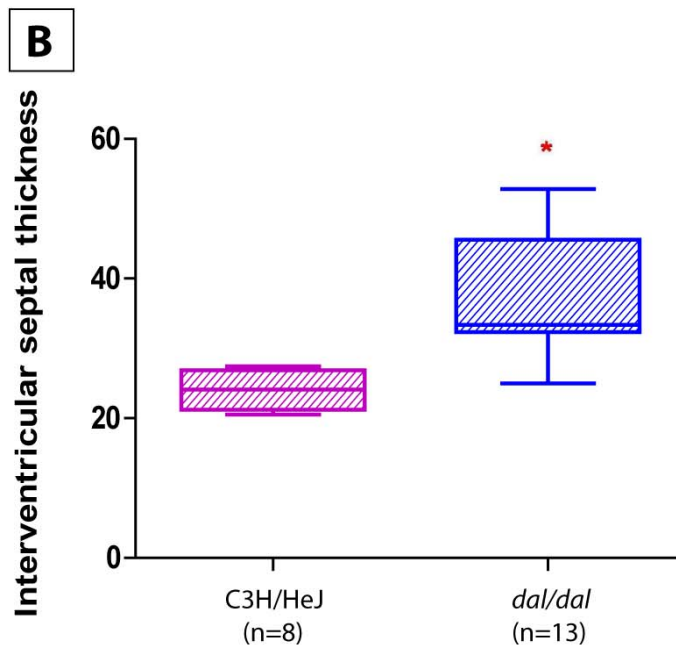 B
Interventricular septal thickness
60
*
40
20
0
C3H/HeJ
(n=8)
dal/dal
(n=13)